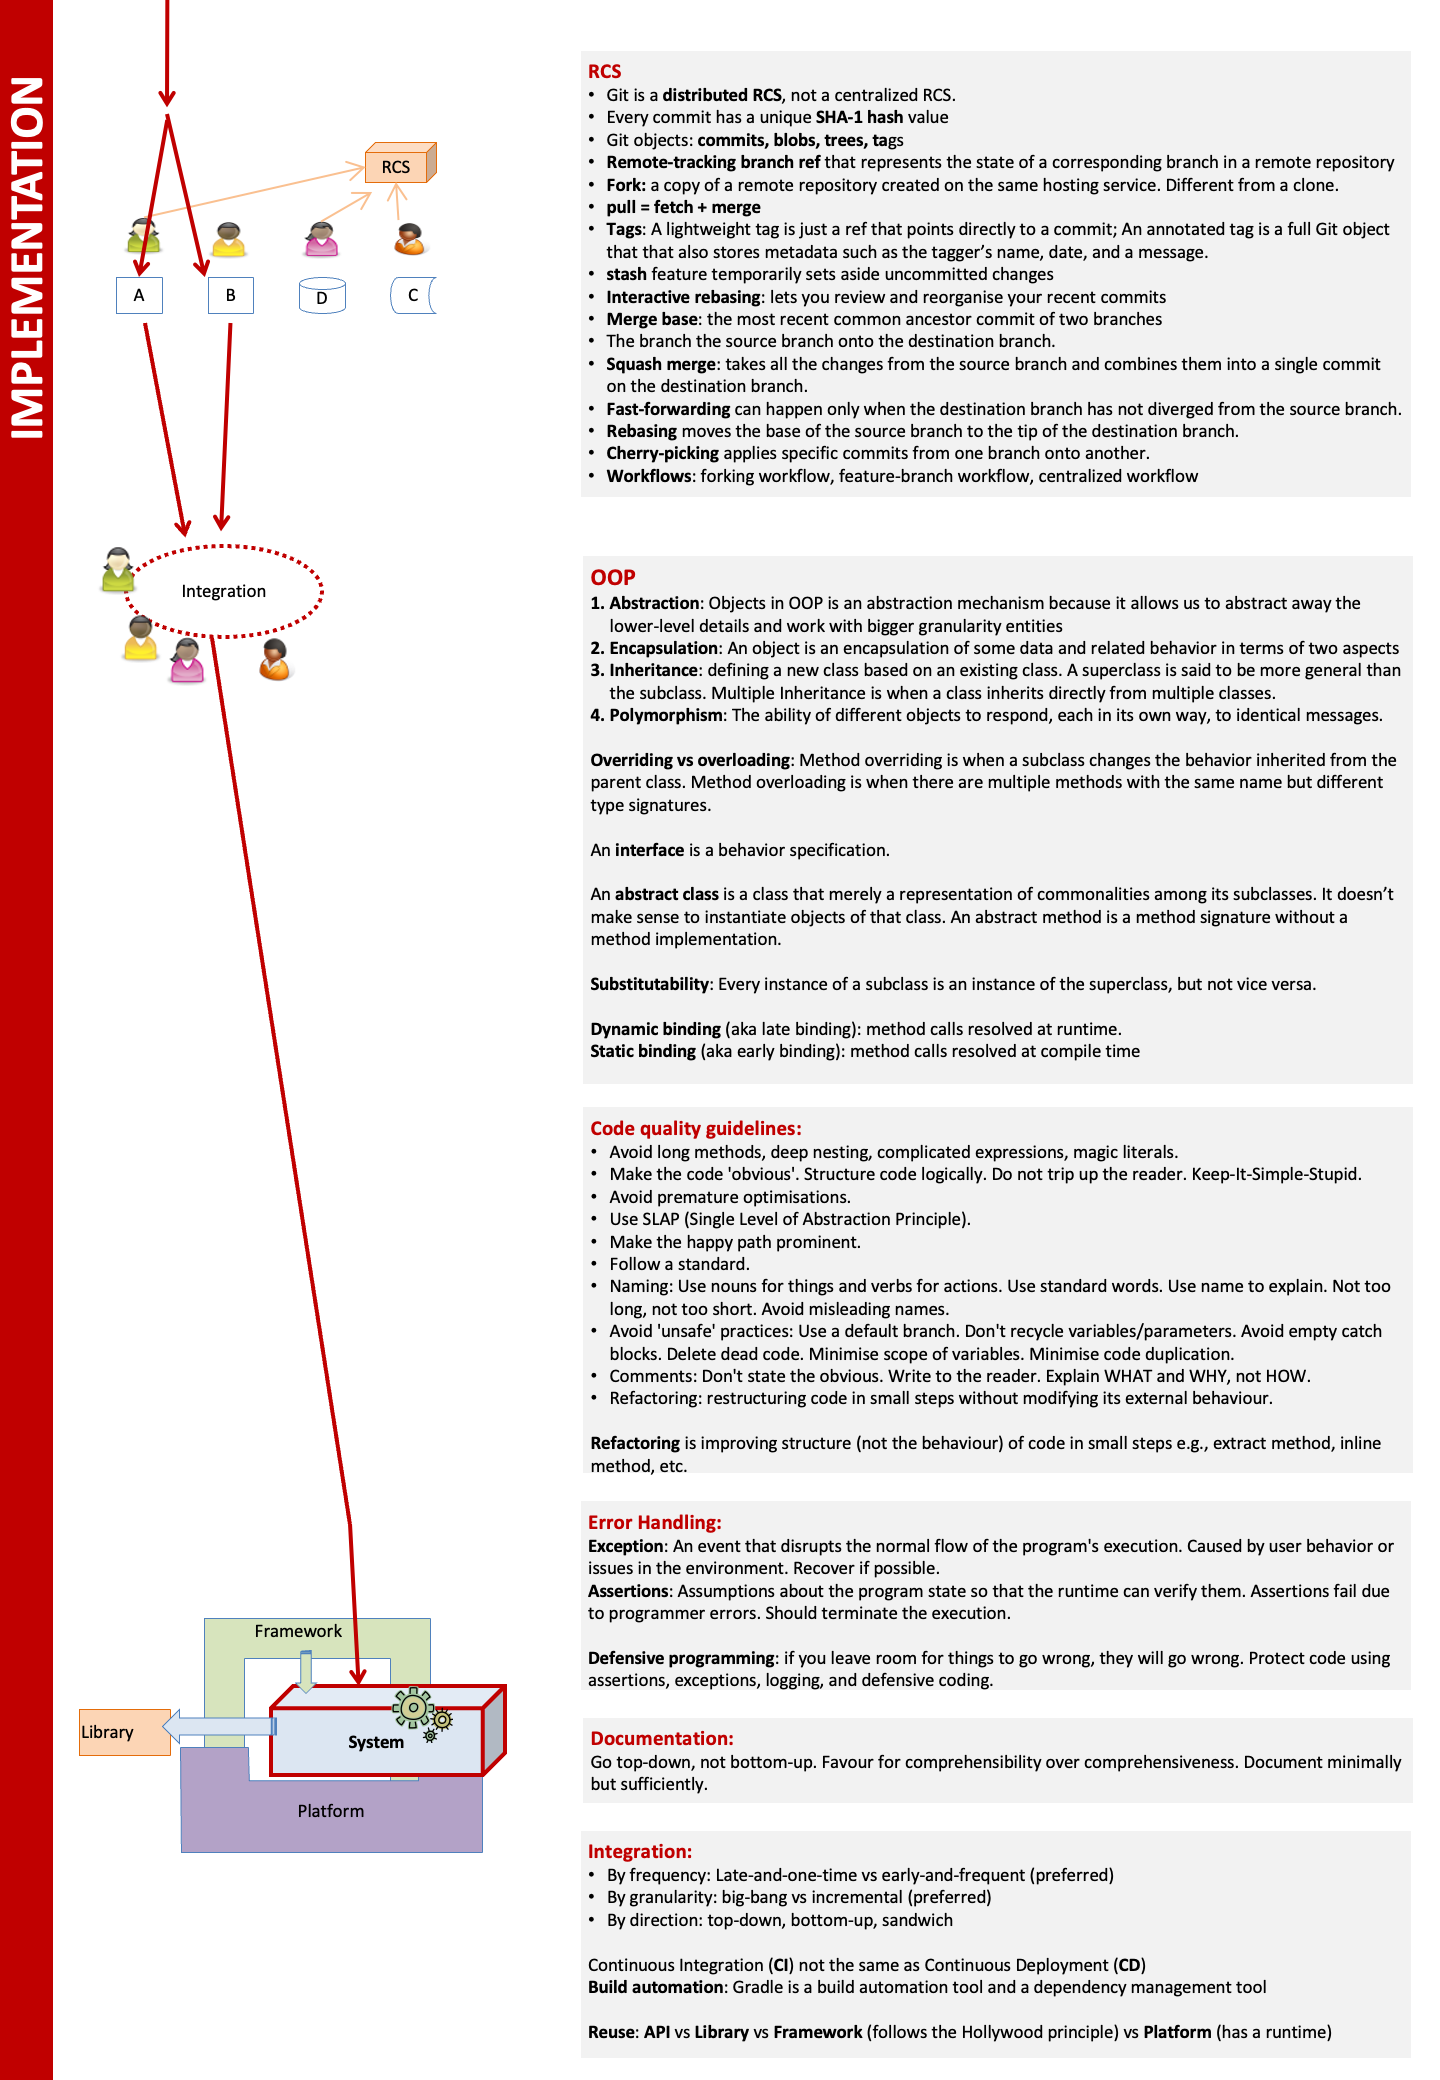 IMPLEMENTATION
RCS
A
B
D
C
Integration
Framework
Library
System
Platform
RCS
• Git is a distributed RCS, not a centralized RCS.
• Every commit has a unique SHA-1 hash value
• Git objects: commits, blobs, trees, tags
• Remote-tracking branch ref that represents the state of a corresponding branch in a remote repository
• Fork: a copy of a remote repository created on the same hosting service. Different from a clone.
• pull = fetch + merge
• Tags: A lightweight tag is just a ref that points directly to a commit; An annotated tag is a full Git object
that that also stores metadata such as the tagger’s name, date, and a message.
• stash feature temporarily sets aside uncommitted changes
• Interactive rebasing: lets you review and reorganise your recent commits
• Merge base: the most recent common ancestor commit of two branches
• The branch the source branch onto the destination branch.
• Squash merge: takes all the changes from the source branch and combines them into a single commit
on the destination branch.
• Fast-forwarding can happen only when the destination branch has not diverged from the source branch.
• Rebasing moves the base of the source branch to the tip of the destination branch.
• Cherry-picking applies specific commits from one branch onto another.
• Workflows: forking workflow, feature-branch workflow, centralized workflow
OOP
1. Abstraction: Objects in OOP is an abstraction mechanism because it allows us to abstract away the
lower-level details and work with bigger granularity entities
2. Encapsulation: An object is an encapsulation of some data and related behavior in terms of two aspects
3. Inheritance: defining a new class based on an existing class. A superclass is said to be more general than
the subclass. Multiple Inheritance is when a class inherits directly from multiple classes.
4. Polymorphism: The ability of different objects to respond, each in its own way, to identical messages.
Overriding vs overloading: Method overriding is when a subclass changes the behavior inherited from the
parent class. Method overloading is when there are multiple methods with the same name but different
type signatures.
An interface is a behavior specification.
An abstract class is a class that merely a representation of commonalities among its subclasses. It doesn’t
make sense to instantiate objects of that class. An abstract method is a method signature without a
method implementation.
Substitutability: Every instance of a subclass is an instance of the superclass, but not vice versa.
Dynamic binding (aka late binding): method calls resolved at runtime.
Static binding (aka early binding): method calls resolved at compile time
Code quality guidelines:
• Avoid long methods, deep nesting, complicated expressions, magic literals.
• Make the code 'obvious'. Structure code logically. Do not trip up the reader. Keep-It-Simple-Stupid.
• Avoid premature optimisations.
• Use SLAP (Single Level of Abstraction Principle).
• Make the happy path prominent.
• Follow a standard.
• Naming: Use nouns for things and verbs for actions. Use standard words. Use name to explain. Not too
long, not too short. Avoid misleading names.
• Avoid 'unsafe' practices: Use a default branch. Don't recycle variables/parameters. Avoid empty catch
blocks. Delete dead code. Minimise scope of variables. Minimise code duplication.
• Comments: Don't state the obvious. Write to the reader. Explain WHAT and WHY, not HOW.
• Refactoring: restructuring code in small steps without modifying its external behaviour.
Refactoring is improving structure (not the behaviour) of code in small steps e.g., extract method, inline
method, etc.
Error Handling:
Exception: An event that disrupts the normal flow of the program's execution. Caused by user behavior or
issues in the environment. Recover if possible.
Assertions: Assumptions about the program state so that the runtime can verify them. Assertions fail due
to programmer errors. Should terminate the execution.
Defensive programming: if you leave room for things to go wrong, they will go wrong. Protect code using
assertions, exceptions, logging, and defensive coding.
Documentation:
Go top-down, not bottom-up. Favour for comprehensibility over comprehensiveness. Document minimally
but sufficiently.
Integration:
• By frequency: Late-and-one-time vs early-and-frequent (preferred)
• By granularity: big-bang vs incremental (preferred)
• By direction: top-down, bottom-up, sandwich
Continuous Integration (CI) not the same as Continuous Deployment (CD)
Build automation: Gradle is a build automation tool and a dependency management tool
Reuse: API vs Library vs Framework (follows the Hollywood principle) vs Platform (has a runtime)